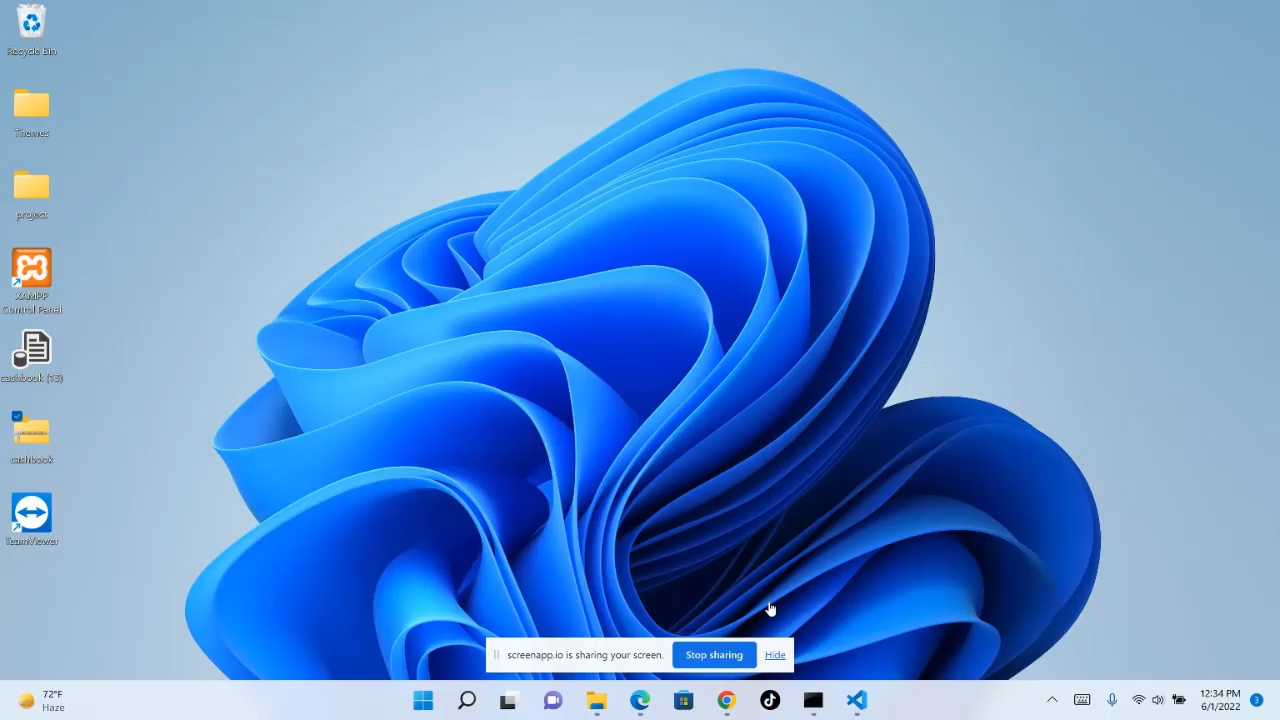 Recycle Bin
Themes
project
XAMPP
Control Panel
cashbook (13)
cashbook
TeamViewer
screenapp.io is sharing your screen.
Stop sharing
Hide
72°F
Haze
12:34 PM
6/1/2022
3